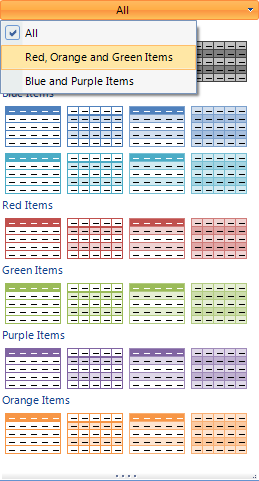 All
All
Red, Orange and Green Items
Blue and Purple Items
Blue Items
Red Items
Green Items
Purple Items
Orange Items